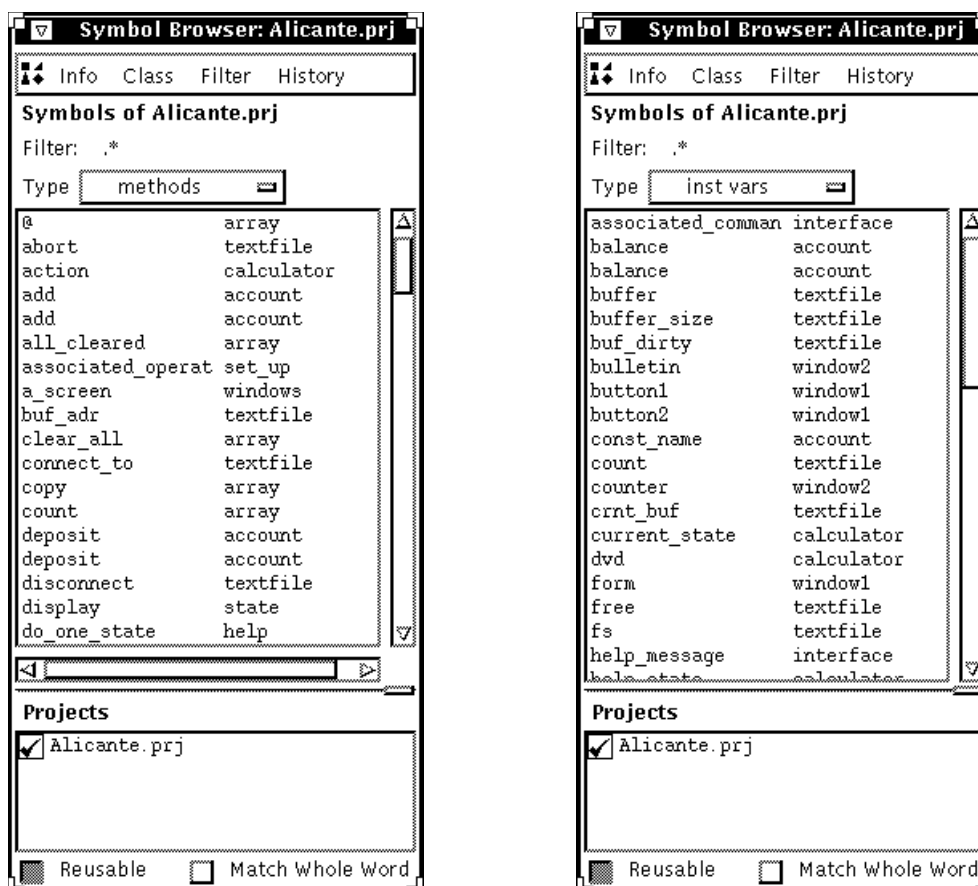 Symbol Browser: Alicante.prj
Info Class Filter History
Symbols of Alicante.prj
Filter: .*
Type methods
@ array
abort textfile
action calculator
add account
add account
all_cleared array
associated_operat set_up
a_screen windows
buf_adr textfile
clear_all array
connect_to textfile
copy array
count array
deposit account
deposit account
disconnect textfile
display state
do_one_state help
Projects
Alicante.prj
Reusable Match Whole Word
Symbol Browser: Alicante.prj
Info Class Filter History
Symbols of Alicante.prj
Filter: .*
Type inst vars
associated_comman interface
balance account
balance account
buffer textfile
buffer_size textfile
buf_dirty textfile
bulletin window2
button1 window1
button2 window1
const_name account
count textfile
counter window2
crnt_buf textfile
current_state calculator
dvd calculator
form window1
free textfile
fs textfile
help_message interface
help_state calculator
Projects
Alicante.prj
Reusable Match Whole Word